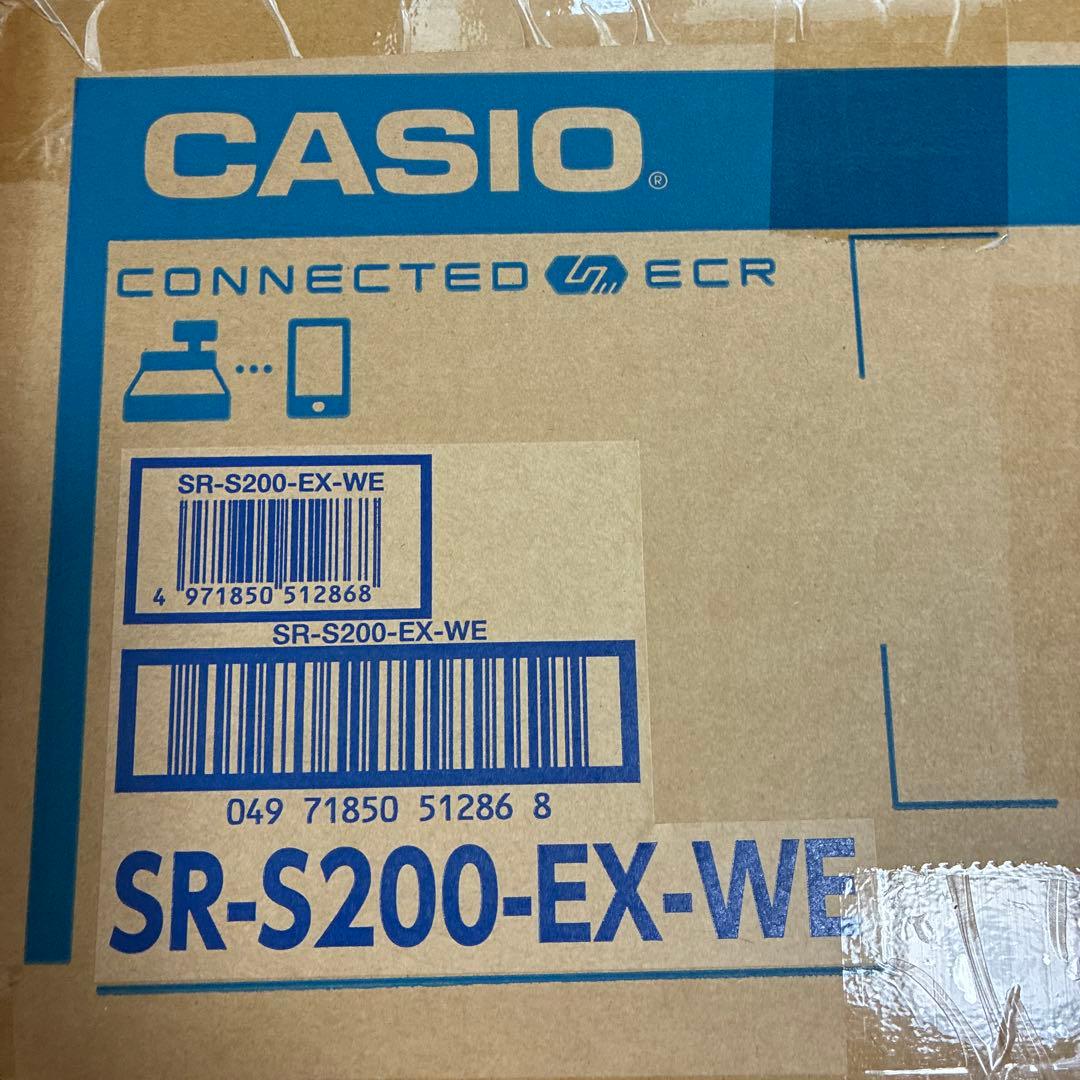 CASIO®
CONNECTED ECR
SR-S200-EX-WE
4 971850 512868
SR-S200-EX-WE
049 71850 51286 8
SR-S200-EX-WE